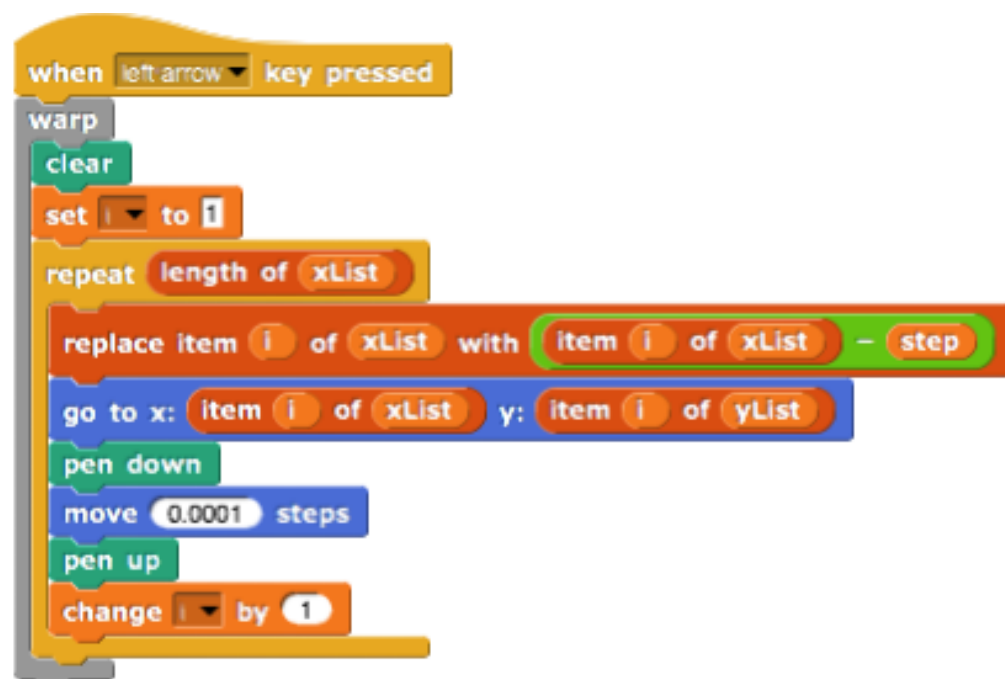 when left arrow key pressed
warp
clear
set i to 1
repeat length of xList
replace item i of xList with item i of xList - step
go to x: item i of xList y: item i of yList
pen down
move 0.0001 steps
pen up
change i by 1